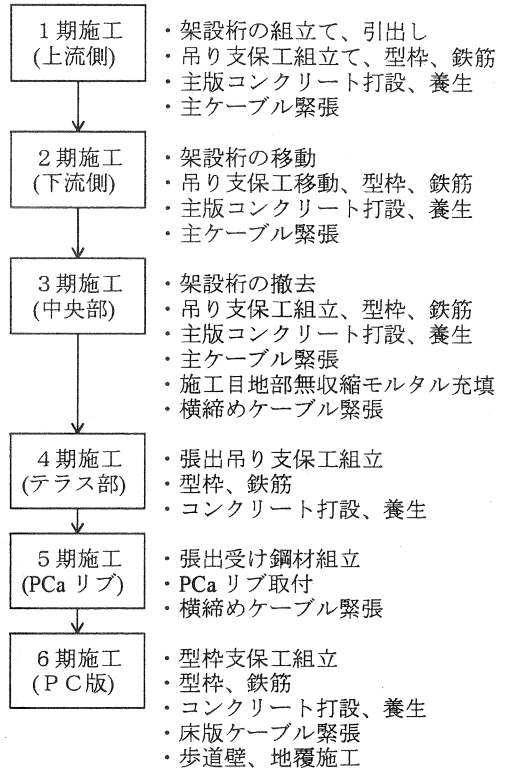 １期施工
(上流側)
・架設桁の組立て、引出し
・吊り支保工組立て、型枠、鉄筋
・主版コンクリート打設、養生
・主ケーブル緊張
２期施工
(下流側)
・架設桁の移動
・吊り支保工移動、型枠、鉄筋
・主版コンクリート打設、養生
・主ケーブル緊張
３期施工
(中央部)
・架設桁の撤去
・吊り支保工組立、型枠、鉄筋
・主版コンクリート打設、養生
・主ケーブル緊張
・施工目地部無収縮モルタル充填
・横締めケーブル緊張
４期施工
(テラス部)
・張出吊り支保工組立
・型枠、鉄筋
・コンクリート打設、養生
５期施工
(PCa リブ)
・張出受け鋼材組立
・PCa リブ取付
・横締めケーブル緊張
６期施工
(ＰＣ版)
・型枠支保工組立
・型枠、鉄筋
・コンクリート打設、養生
・床版ケーブル緊張
・歩道壁、地覆施工